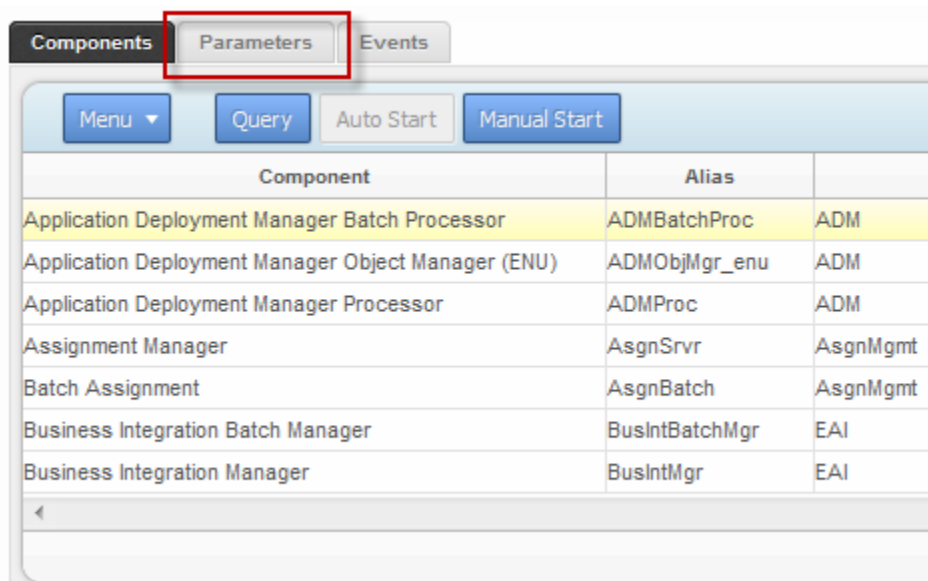 Components Parameters Events
Menu Query Auto Start Manual Start
Component Alias
Application Deployment Manager Batch Processor ADMBatchProc ADM
Application Deployment Manager Object Manager (ENU) ADMObjMgr_enu ADM
Application Deployment Manager Processor ADMProc ADM
Assignment Manager AsgnSrvr AsgnMgmt
Batch Assignment AsgnBatch AsgnMgmt
Business Integration Batch Manager BusIntBatchMgr EAI
Business Integration Manager BusIntMgr EAI